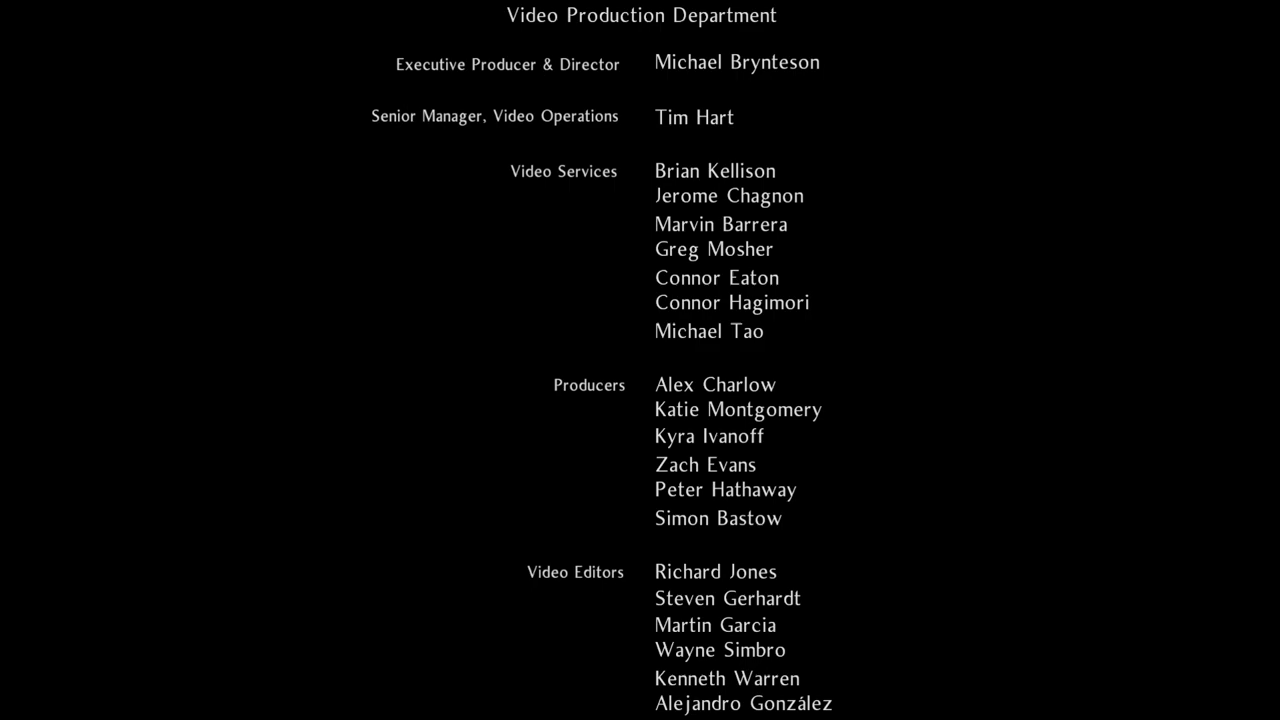 Video Production Department
Executive Producer & Director Michael Brynteson
Senior Manager, Video Operations Tim Hart
Video Services Brian Kellison
Jerome Chagnon
Marvin Barrera
Greg Mosher
Connor Eaton
Connor Hagimori
Michael Tao
Producers Alex Charlow
Katie Montgomery
Kyra Ivanoff
Zach Evans
Peter Hathaway
Simon Bastow
Video Editors Richard Jones
Steven Gerhardt
Martin Garcia
Wayne Simbro
Kenneth Warren
Alejandro González